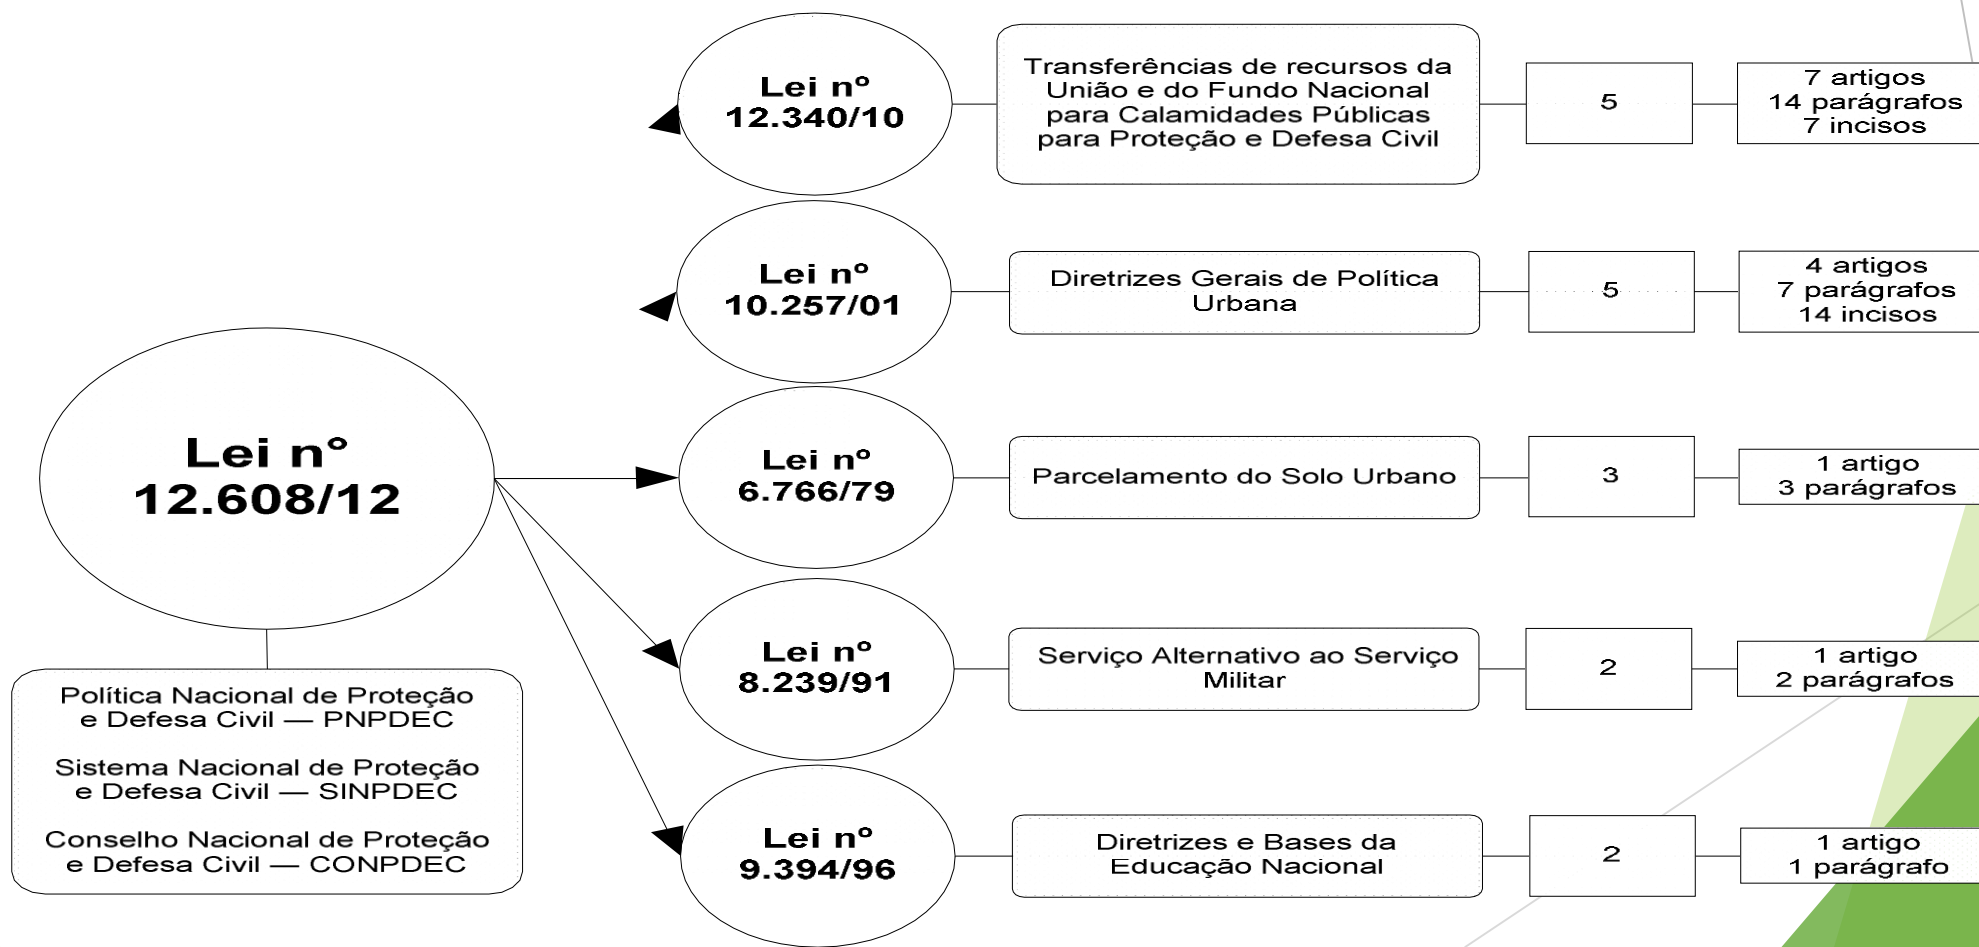 Lei nº
12.340/10
Transferências de recursos da
União e do Fundo Nacional
para Calamidades Públicas
para Proteção e Defesa Civil
5
7 artigos
14 parágrafos
7 incisos
Lei nº
10.257/01
Diretrizes Gerais de Política
Urbana
5
4 artigos
7 parágrafos
14 incisos
Lei nº
12.608/12
Lei nº
6.766/79
Parcelamento do Solo Urbano
3
1 artigo
3 parágrafos
Lei nº
8.239/91
Serviço Alternativo ao Serviço
Militar
2
1 artigo
2 parágrafos
Política Nacional de Proteção
e Defesa Civil — PNPDEC
Sistema Nacional de Proteção
e Defesa Civil — SINPDEC
Conselho Nacional de Proteção
e Defesa Civil — CONPDEC
Lei nº
9.394/96
Diretrizes e Bases da
Educação Nacional
2
1 artigo
1 parágrafo